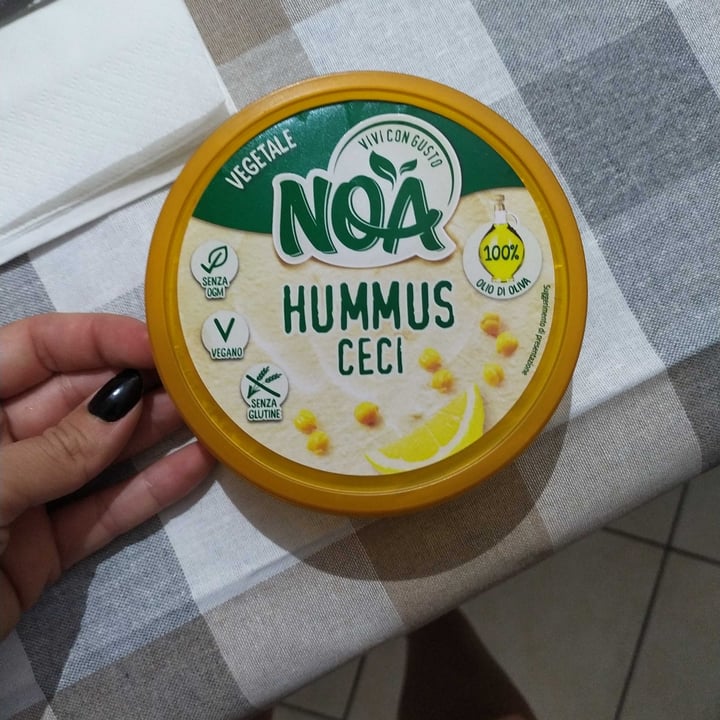 VEGETALE
VIVI CON GUSTO
NOA
100%
OLIO DI OLIVA
SENZA
OGM
HUMMUS
CECI
VEGANO
SENZA
GLUTINE
Suggerimento di presentazione